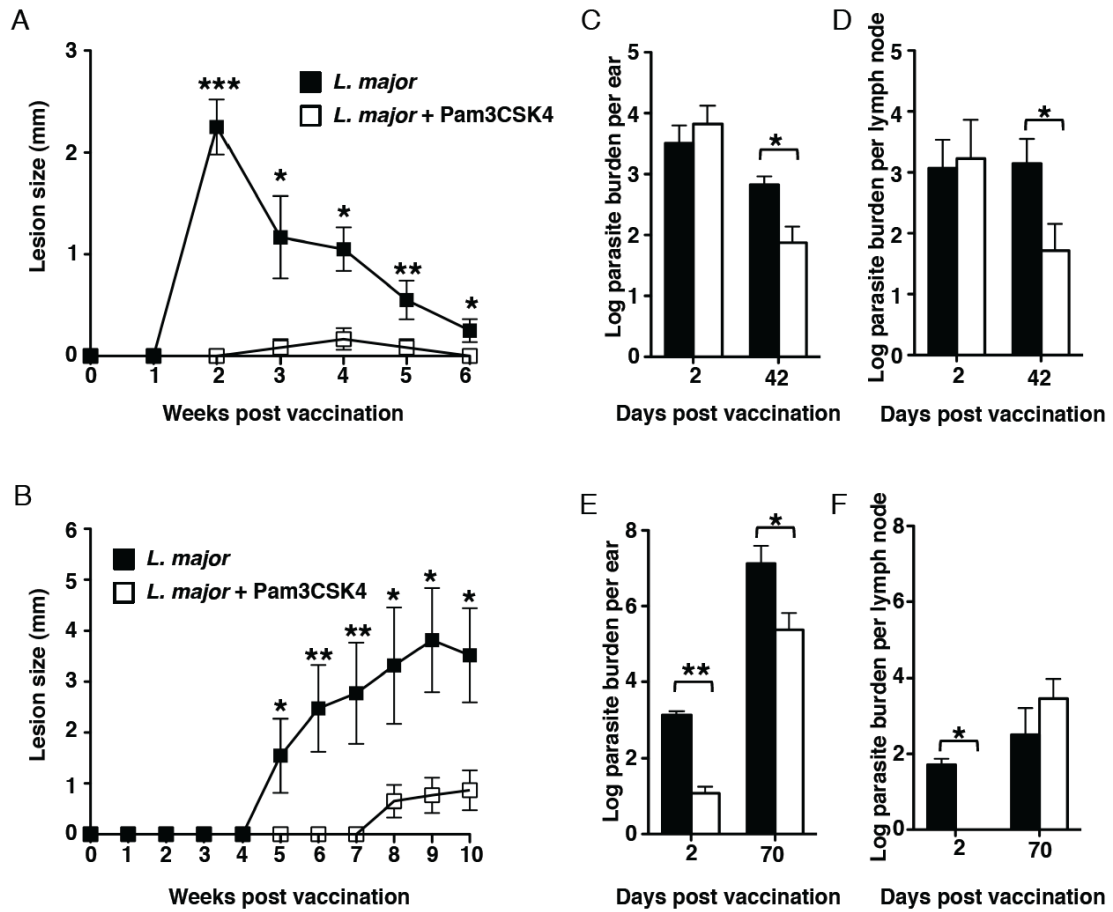 A
Lesion size (mm)
3
2
1
0
***
*
*
**
*
L. major
L. major + Pam3CSK4
0 1 2 3 4 5 6
Weeks post vaccination
C
Log parasite burden per ear
5
4
3
2
1
0
*
2 42
Days post vaccination
D
Log parasite burden per lymph node
5
4
3
2
1
0
*
2 42
Days post vaccination
B
Lesion size (mm)
6
5
4
3
2
1
0
L. major
L. major + Pam3CSK4
*
**
**
*
*
*
0 1 2 3 4 5 6 7 8 9 10
Weeks post vaccination
E
Log parasite burden per ear
8
6
4
2
0
**
*
2 70
Days post vaccination
F
Log parasite burden per lymph node
8
6
4
2
0
*
2 70
Days post vaccination